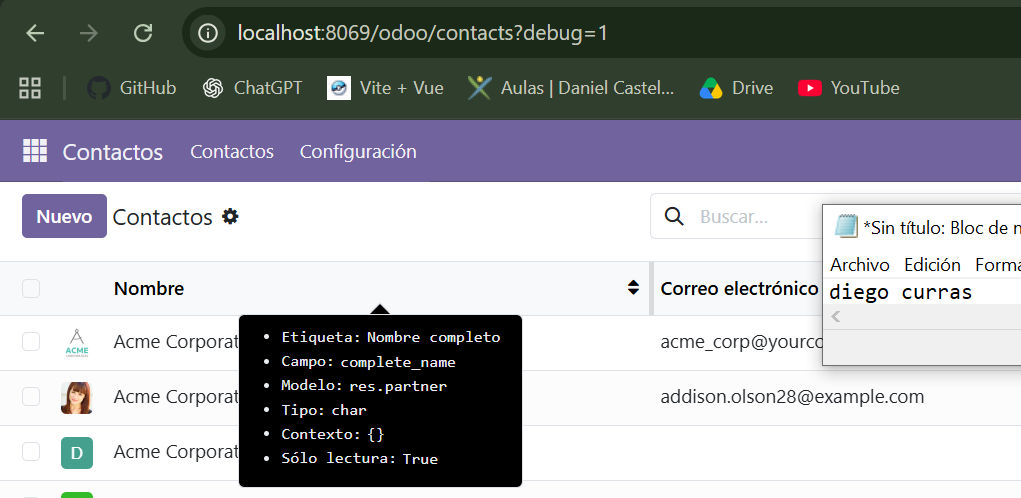 localhost:8069/odoo/contacts?debug=1
GitHub ChatGPT Vite + Vue Aulas | Daniel Castel... Drive YouTube
Contactos Contactos Configuración
Nuevo Contactos Buscar...
*Sin título: Bloc de n
Archivo Edición Forma
diego curras
Nombre Correo electrónico
ACME Acme Corporat acme_corp@yourco
Etiqueta: Nombre completo
Campo: complete_name
Modelo: res.partner
Tipo: char
Contexto: {}
Sólo lectura: True
Acme Corporat addison.olson28@example.com
D Acme Corporat